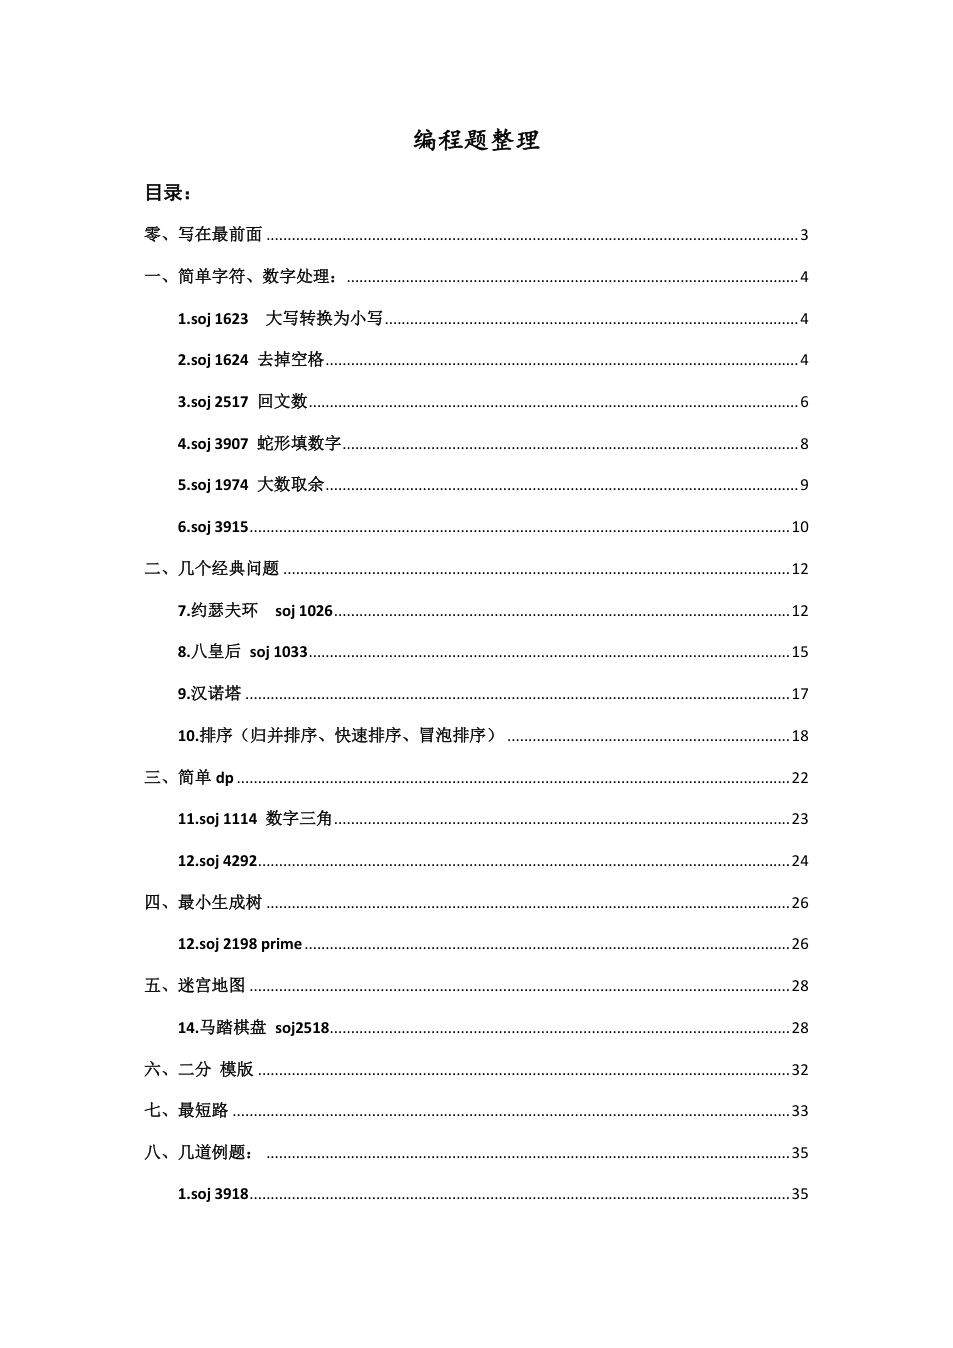 编程题整理
目录：
零、写在最前面 ........ 3
一、简单字符、数字处理： ........ 4
1.soj 1623 大写转换为小写 ........ 4
2.soj 1624 去掉空格 ........ 4
3.soj 2517 回文数 ........ 6
4.soj 3907 蛇形填数字 ........ 8
5.soj 1974 大数取余 ........ 9
6.soj 3915 ........ 10
二、几个经典问题 ........ 12
7.约瑟夫环 soj 1026 ........ 12
8.八皇后 soj 1033 ........ 15
9.汉诺塔 ........ 17
10.排序（归并排序、快速排序、冒泡排序） ........ 18
三、简单 dp ........ 22
11.soj 1114 数字三角 ........ 23
12.soj 4292 ........ 24
四、最小生成树 ........ 26
12.soj 2198 prime ........ 26
五、迷宫地图 ........ 28
14.马踏棋盘 soj2518 ........ 28
六、二分 模版 ........ 32
七、最短路 ........ 33
八、几道例题： ........ 35
1.soj 3918 ........ 35